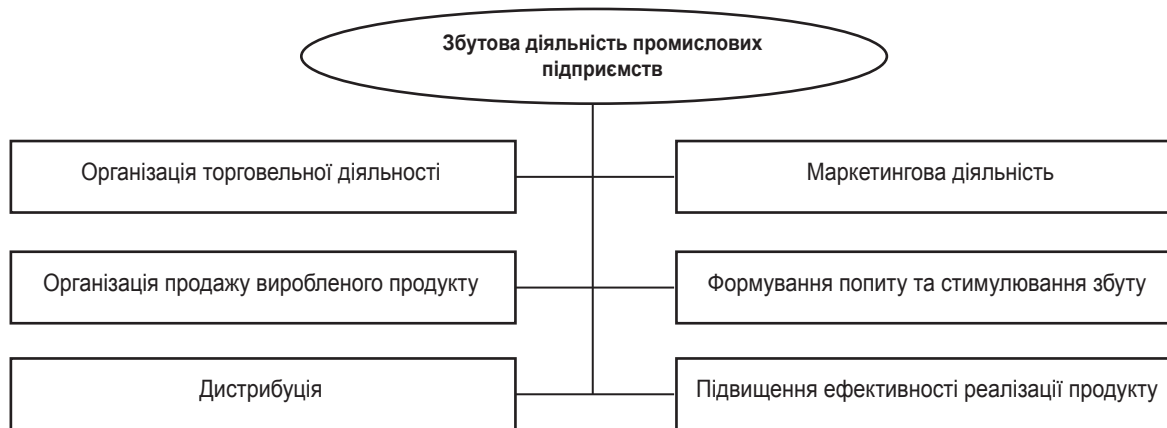 Збутова діяльність промислових
підприємств
Організація торговельної діяльності
Маркетингова діяльність
Організація продажу виробленого продукту
Формування попиту та стимулювання збуту
Дистрибуція
Підвищення ефективності реалізації продукту